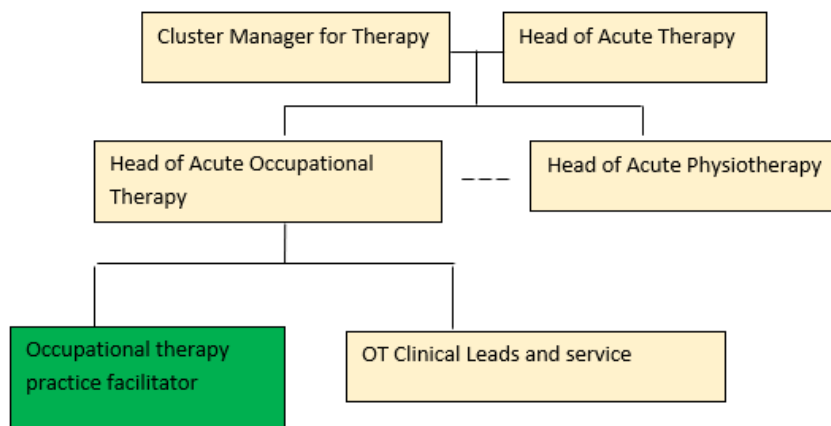 Cluster Manager for Therapy
Head of Acute Therapy
Head of Acute Occupational
Therapy
Head of Acute Physiotherapy
Occupational therapy
practice facilitator
OT Clinical Leads and service